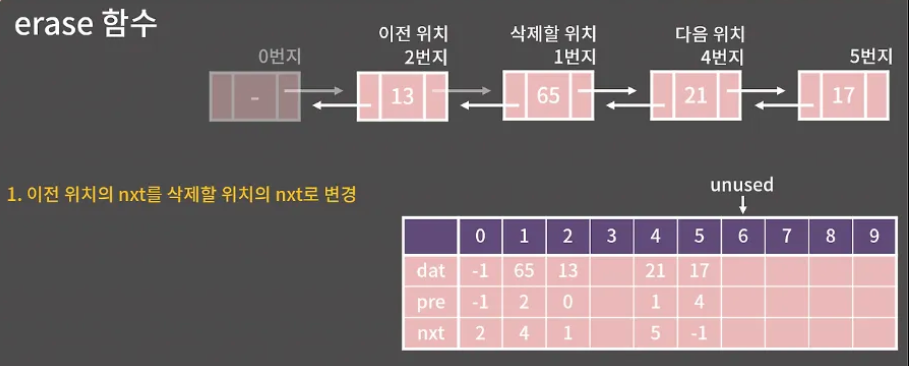 erase 함수
이전 위치 삭제할 위치 다음 위치
0번지 2번지 1번지 4번지 5번지
- 13 65 21 17
1. 이전 위치의 nxt를 삭제할 위치의 nxt로 변경
unused
0 1 2 3 4 5 6 7 8 9
dat -1 65 13 21 17
pre -1 2 0 1 4
nxt 2 4 1 5 -1